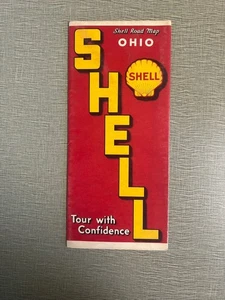 Shell Road Map
OHIO
SHELL
SHELL
Tour with
Confidence